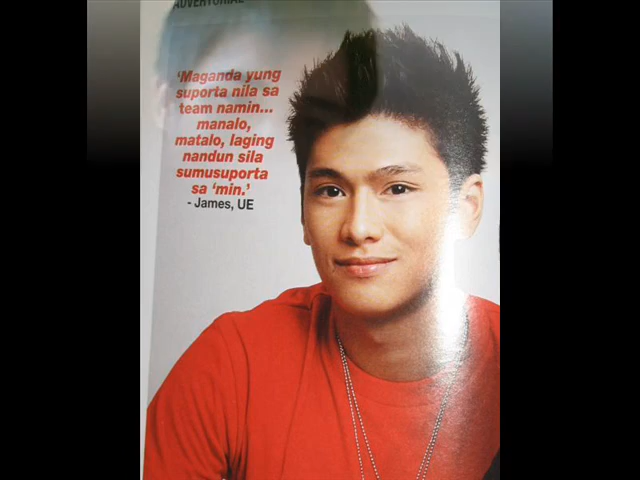 ADVERTORIAL
'Maganda yung
suporta nila sa
team namin...
manalo,
matalo, laging
nandun sila
sumusuporta
sa 'min.'
- James, UE